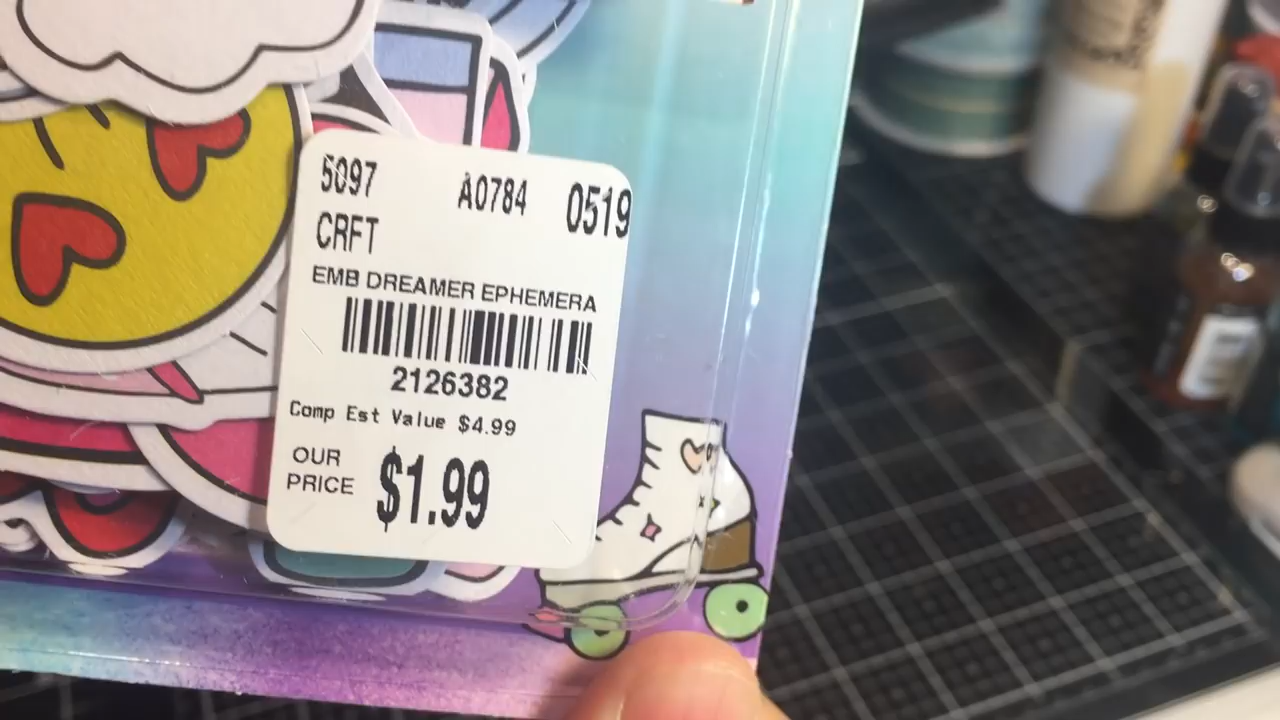 5097 A0784 0519
CRFT
EMB DREAMER EPHEMERA
2126382
Comp Est Value $4.99
OUR PRICE $1.99